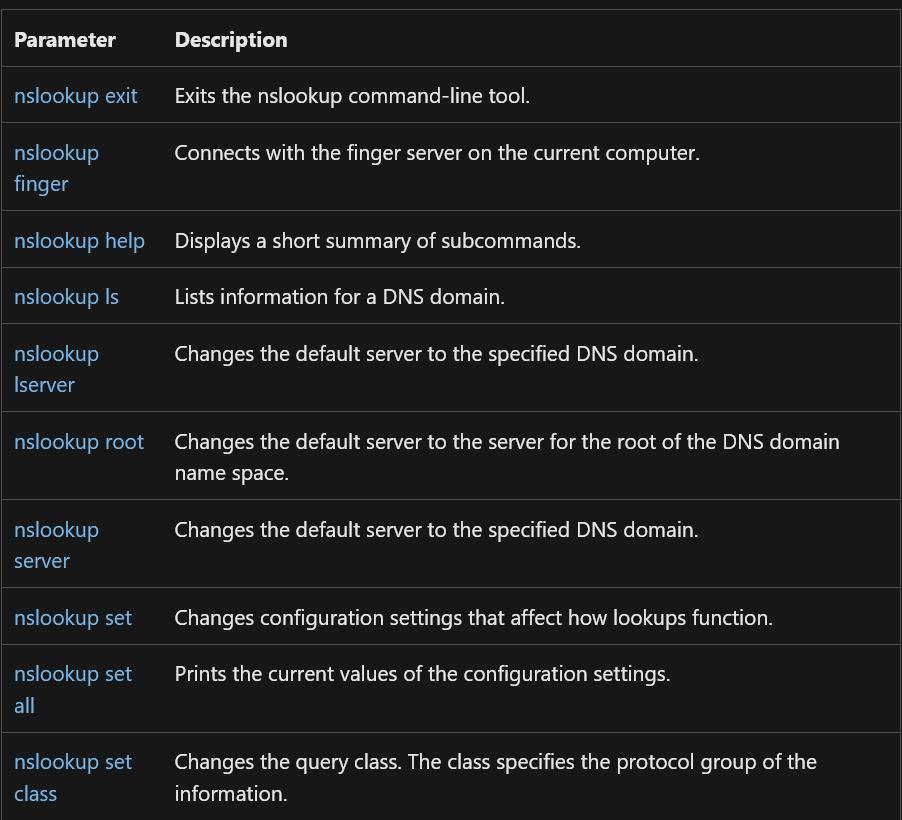 Parameter Description
nslookup exit Exits the nslookup command-line tool.
nslookup Connects with the finger server on the current computer.
finger
nslookup help Displays a short summary of subcommands.
nslookup ls Lists information for a DNS domain.
nslookup Changes the default server to the specified DNS domain.
lserver
nslookup root Changes the default server to the server for the root of the DNS domain
name space.
nslookup Changes the default server to the specified DNS domain.
server
nslookup set Changes configuration settings that affect how lookups function.
nslookup set Prints the current values of the configuration settings.
all
nslookup set Changes the query class. The class specifies the protocol group of the
class information.